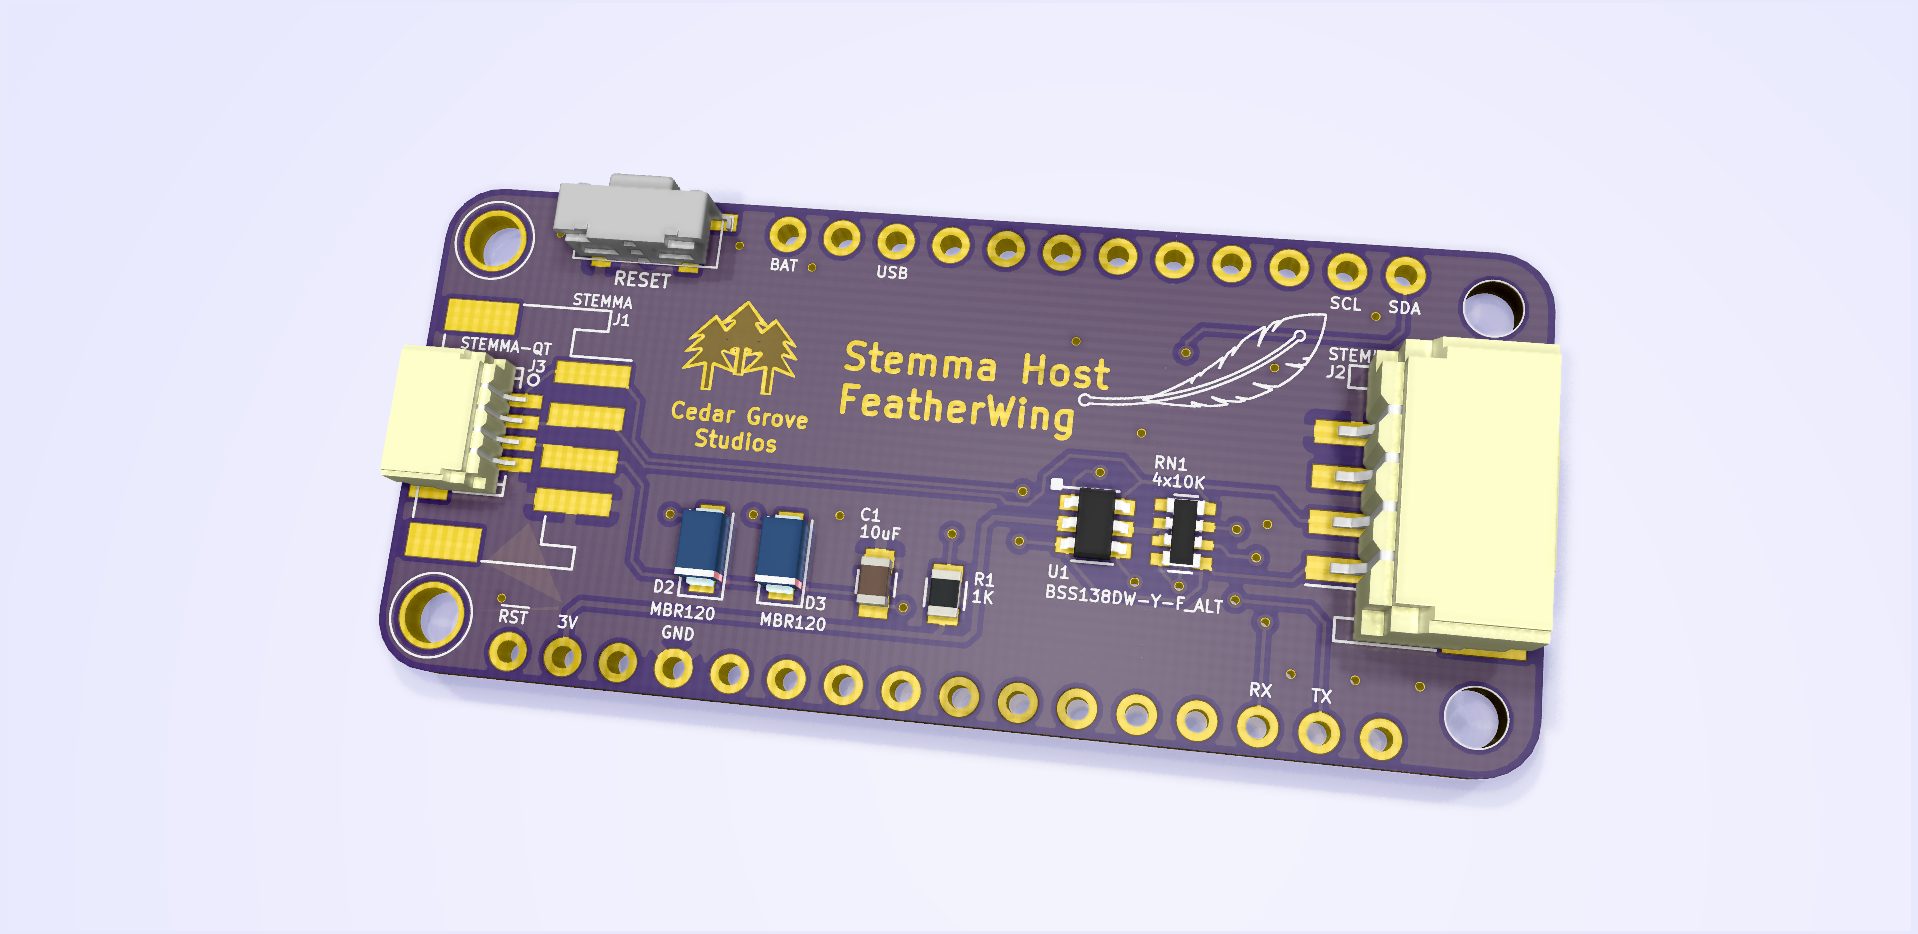 RESET
BAT
USB
SCL
SDA
STEMMA
J1
STEMMA-QT
J3
Cedar Grove
Studios
Stemma Host
FeatherWing
J2
RN1
4x10K
U1
BSS138DW-Y-F_ALT
C1
10uF
R1
1K
D2
MBR120
D3
MBR120
GND
RST
3V
RX
TX